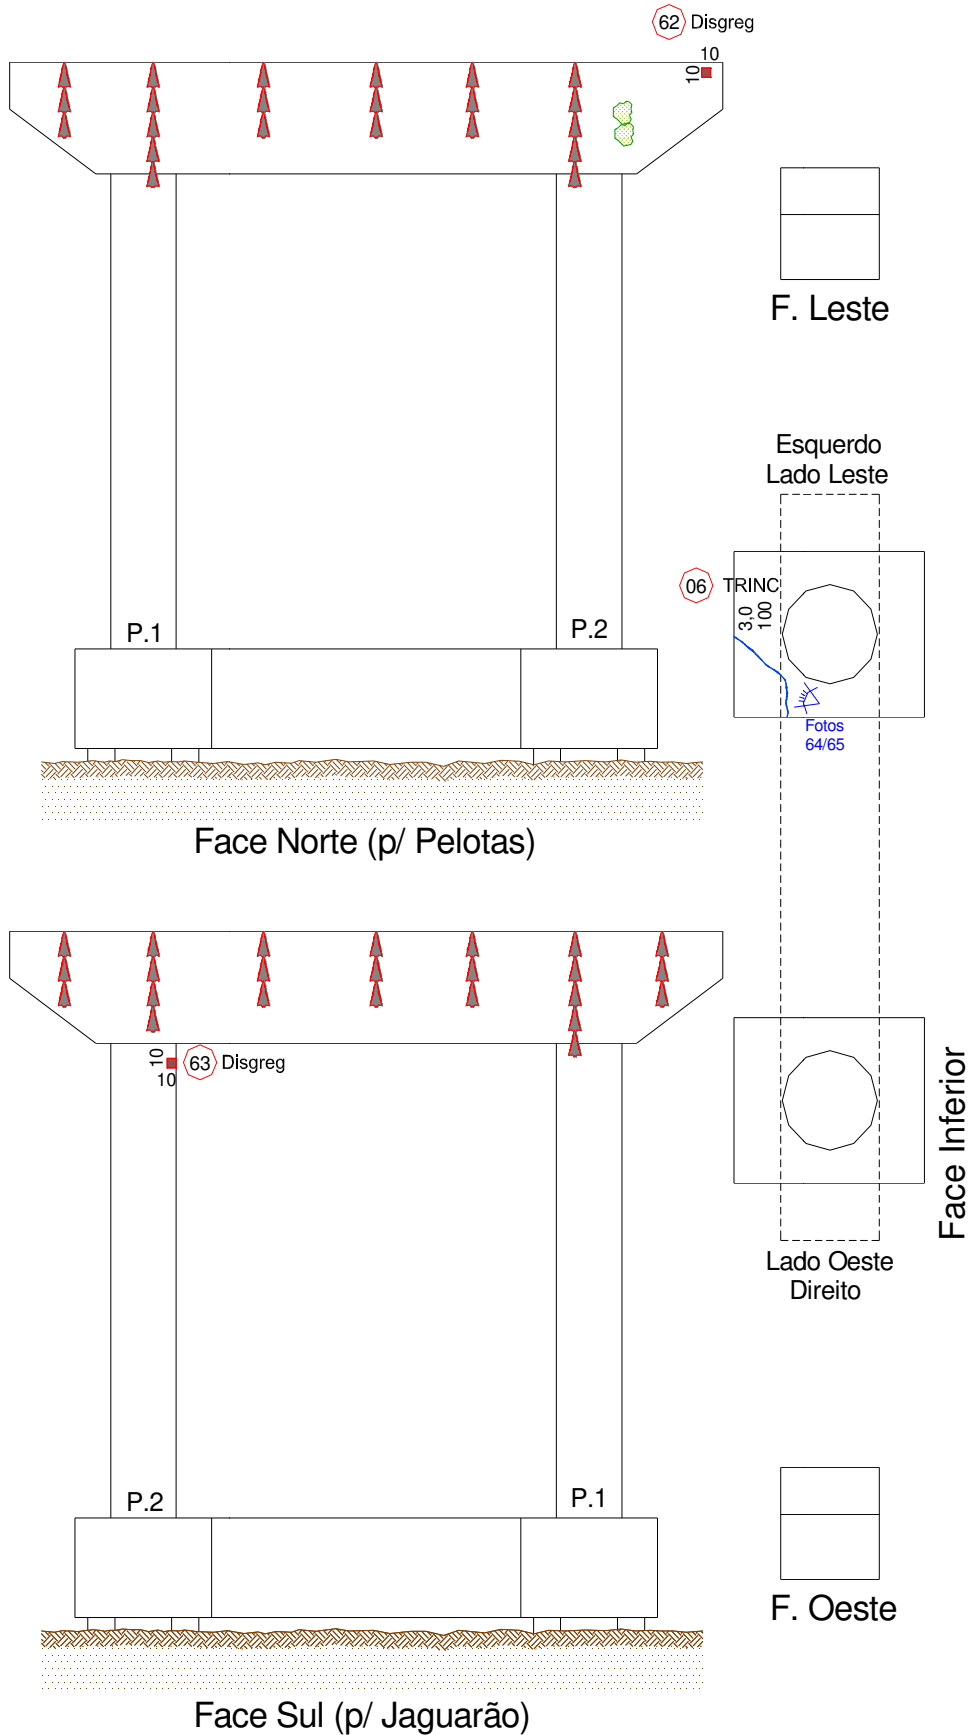 62 Disgreg
10
10
F. Leste
Esquerdo
Lado Leste
06 TRINC
3,0
100
Fotos
64/65
P.1
P.2
Face Norte (p/ Pelotas)
10
10
63 Disgreg
Face Inferior
Lado Oeste
Direito
P.2
P.1
F. Oeste
Face Sul (p/ Jaguarão)